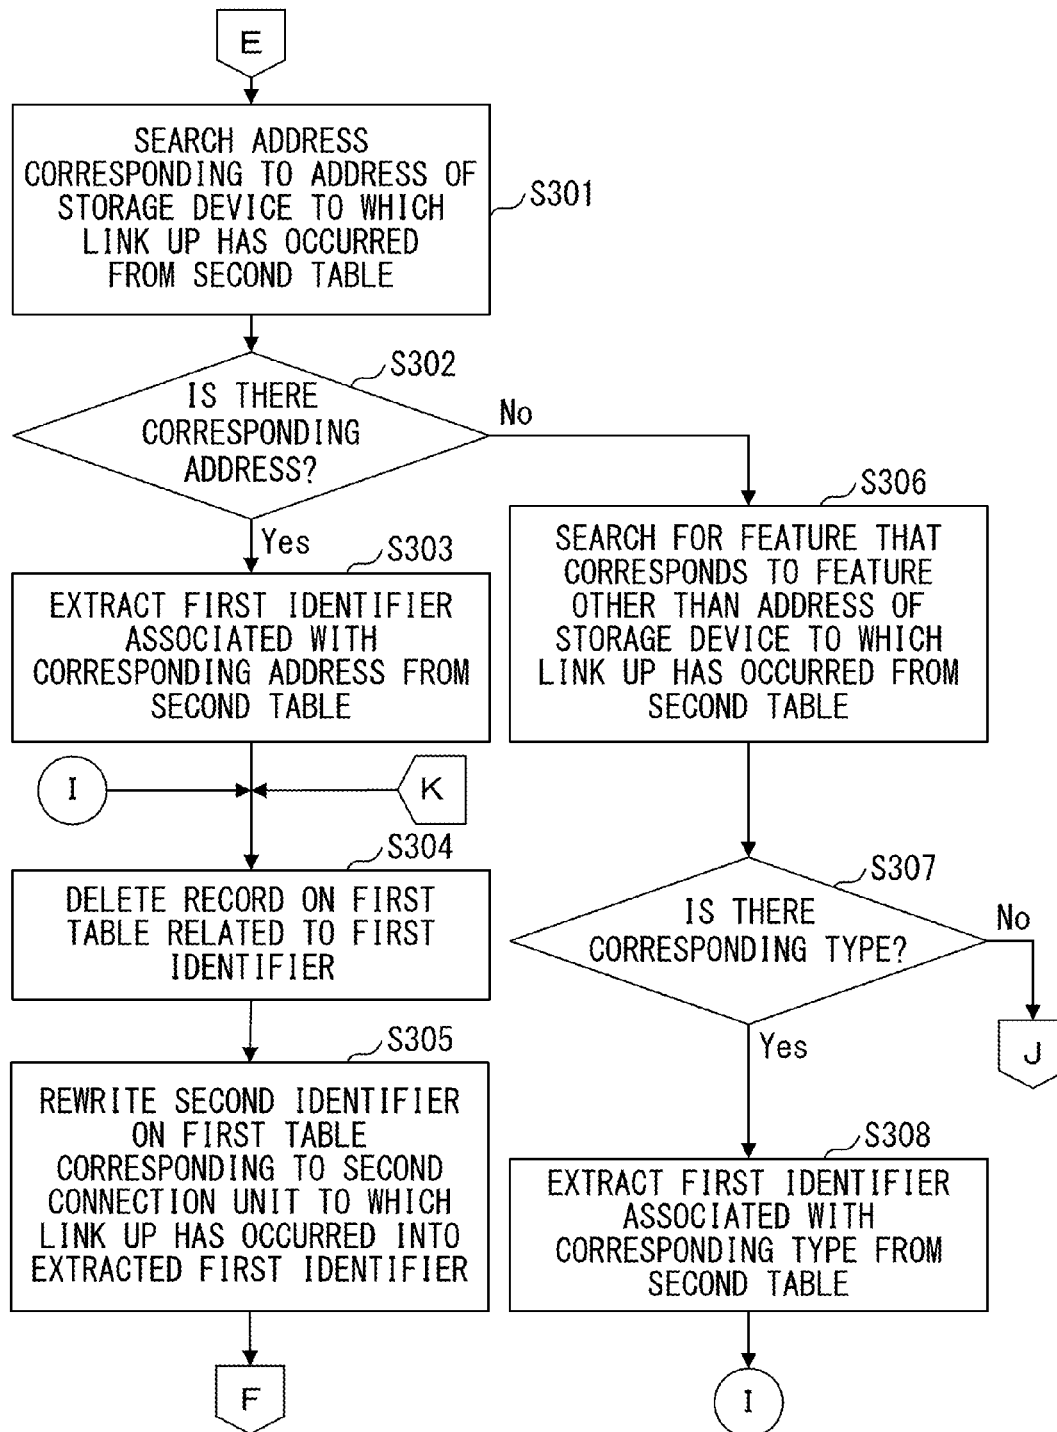 E
SEARCH ADDRESS
CORRESPONDING TO ADDRESS OF
STORAGE DEVICE TO WHICH
LINK UP HAS OCCURRED
FROM SECOND TABLE
S301
S302
IS THERE
CORRESPONDING
ADDRESS?
No
Yes
S303
EXTRACT FIRST IDENTIFIER
ASSOCIATED WITH
CORRESPONDING ADDRESS FROM
SECOND TABLE
I
K
S304
DELETE RECORD ON FIRST
TABLE RELATED TO FIRST
IDENTIFIER
S305
REWRITE SECOND IDENTIFIER
ON FIRST TABLE
CORRESPONDING TO SECOND
CONNECTION UNIT TO WHICH
LINK UP HAS OCCURRED INTO
EXTRACTED FIRST IDENTIFIER
F
S306
SEARCH FOR FEATURE THAT
CORRESPONDS TO FEATURE
OTHER THAN ADDRESS OF
STORAGE DEVICE TO WHICH
LINK UP HAS OCCURRED FROM
SECOND TABLE
S307
IS THERE
CORRESPONDING TYPE?
No
J
Yes
S308
EXTRACT FIRST IDENTIFIER
ASSOCIATED WITH
CORRESPONDING TYPE FROM
SECOND TABLE
I